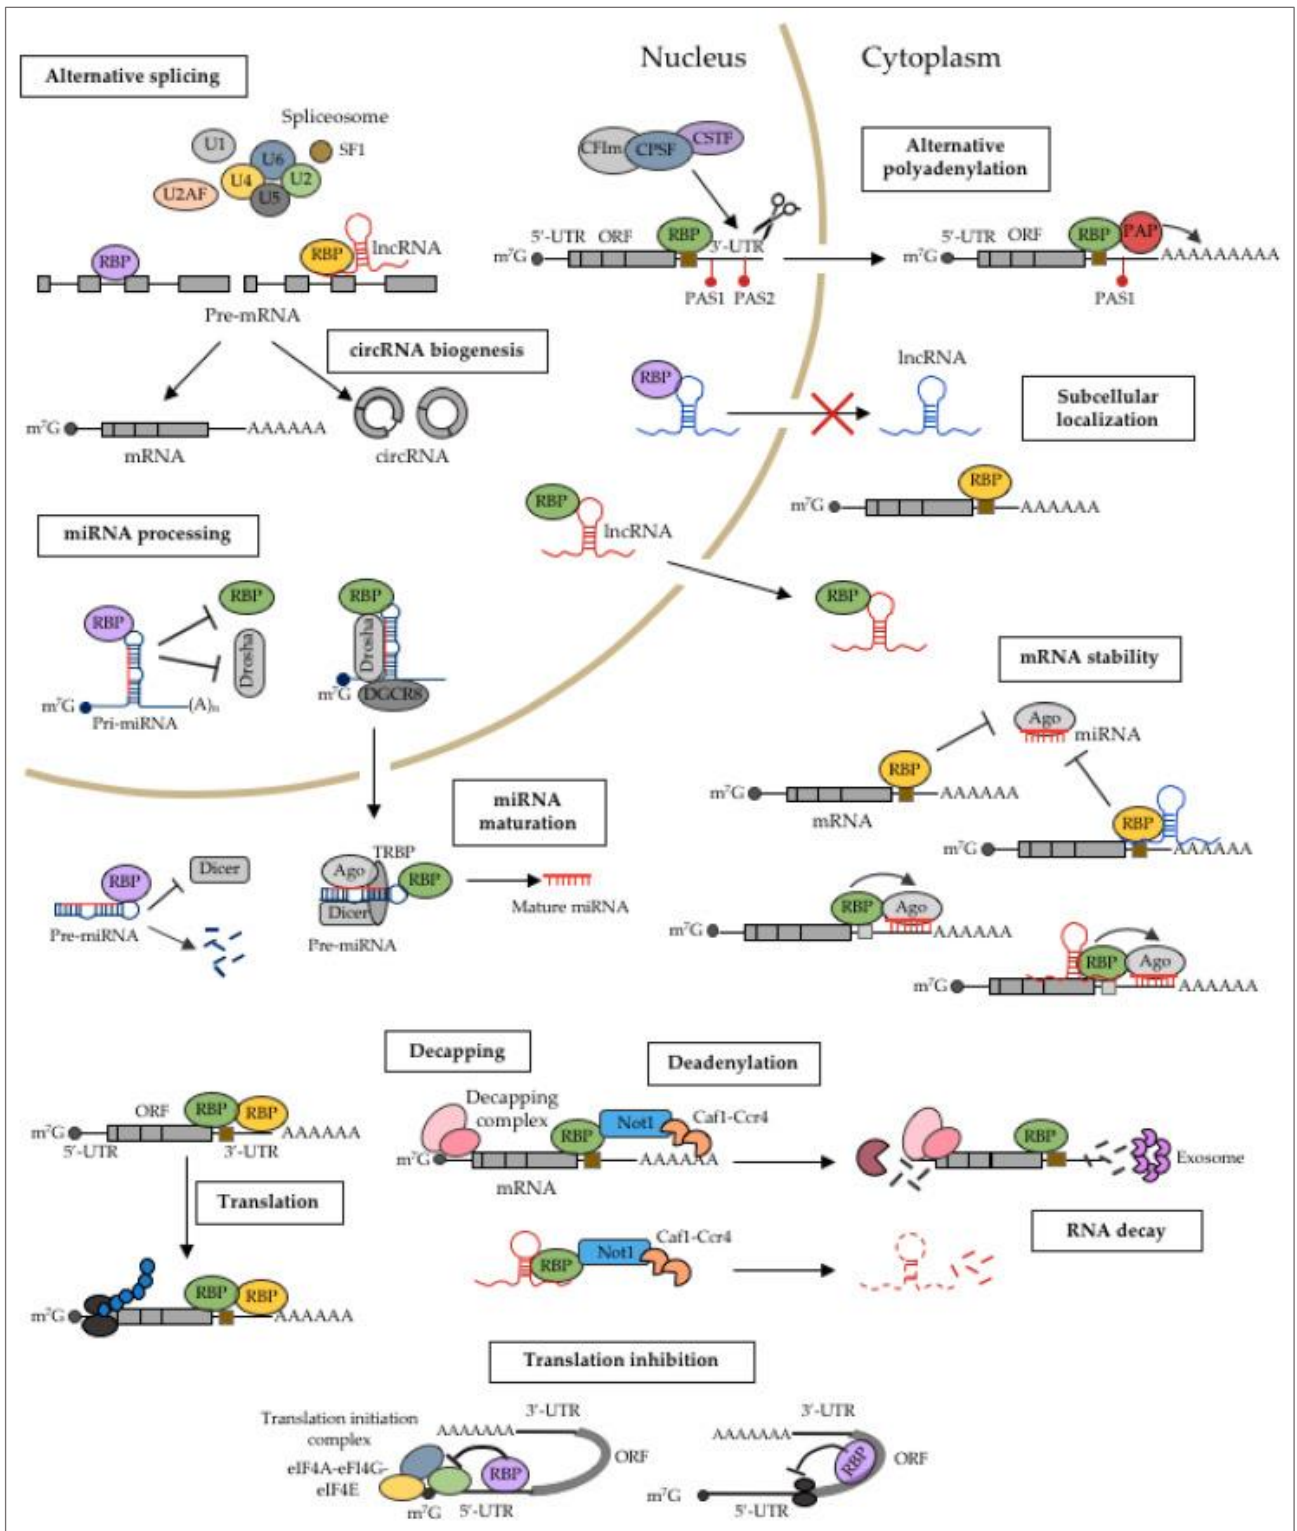 Nucleus
Cytoplasm
Alternative splicing
Spliceosome
U1
U6
SF1
U4
U2
U2AF
U5
RBP
RBP
lncRNA
Pre-mRNA
circRNA biogenesis
m⁷G
AAAAAA
mRNA
circRNA
CFIm
CPSF
CSTF
Alternative
polyadenylation
5'-UTR
ORF
RBP
3'-UTR
m⁷G
PAS1
PAS2
5'-UTR
ORF
RBP
PAP
m⁷G
AAAAAAAAA
PAS1
RBP
lncRNA
Subcellular
localization
RBP
m⁷G
AAAAAA
RBP
lncRNA
RBP
miRNA processing
RBP
RBP
Drosha
m⁷G
(A)n
Pri-miRNA
RBP
Drosha
m⁷G
DGCR8
mRNA stability
Ago
miRNA
RBP
m⁷G
AAAAAA
mRNA
RBP
m⁷G
AAAAAA
RBP
Ago
m⁷G
AAAAAA
RBP
Ago
m⁷G
AAAAAA
miRNA
maturation
RBP
Dicer
Pre-miRNA
TRBP
Ago
RBP
Dicer
Pre-miRNA
Mature miRNA
Decapping
Deadenylation
Decapping
complex
RBP
Not1
Caf1-Ccr4
m⁷G
AAAAAA
mRNA
RBP
Exosome
RNA decay
RBP
Not1
Caf1-Ccr4
ORF
RBP
RBP
m⁷G
AAAAAA
5'-UTR
3'-UTR
Translation
RBP
RBP
m⁷G
AAAAAA
Translation inhibition
3'-UTR
Translation initiation
complex
AAAAAAA
ORF
eIF4A-eFI4G-
eIF4E
RBP
m⁷G
5'-UTR
3'-UTR
AAAAAAA
RBP
ORF
m⁷G
5'-UTR